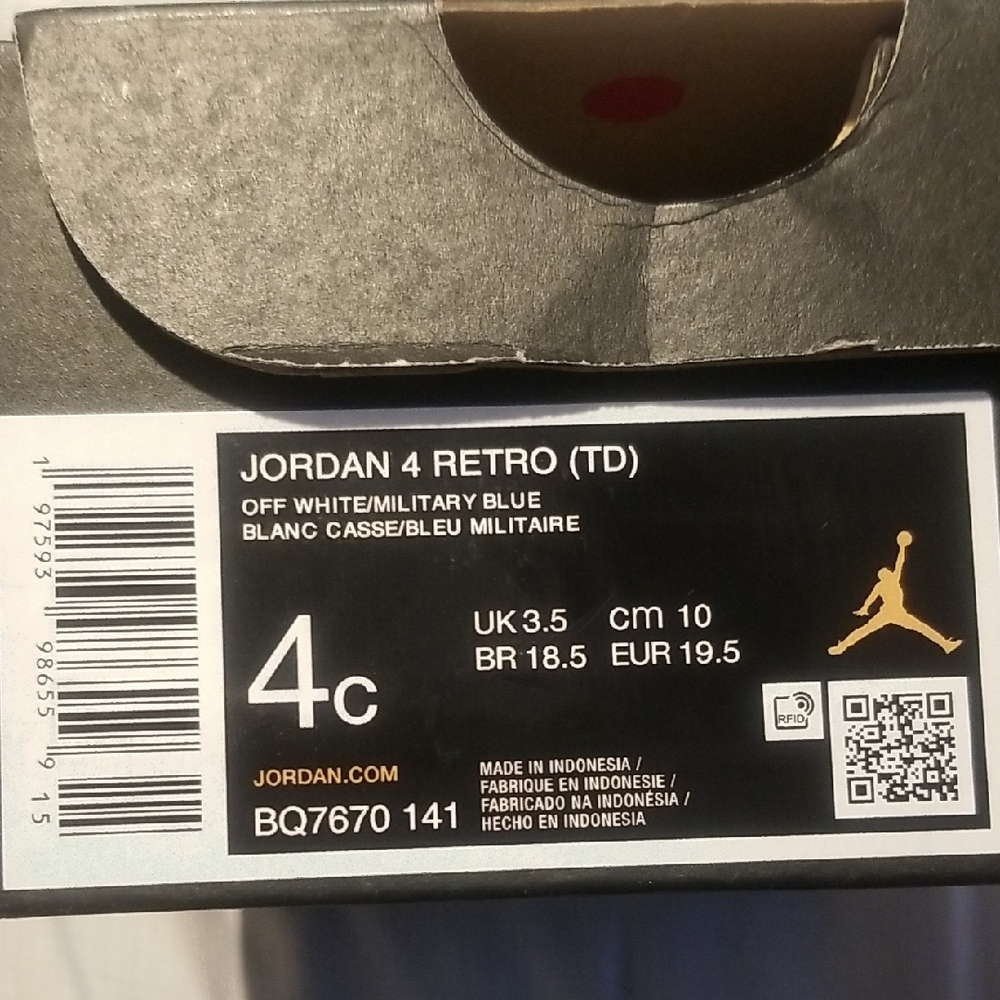 JORDAN 4 RETRO (TD)
OFF WHITE/MILITARY BLUE
BLANC CASSE/BLEU MILITAIRE
4C
UK 3.5 cm 10
BR 18.5 EUR 19.5
RFID
JORDAN.COM
BQ7670 141
MADE IN INDONESIA /
FABRIQUE EN INDONESIE /
FABRICADO NA INDONÉSIA /
HECHO EN INDONESIA
1 97593 98655 9 15